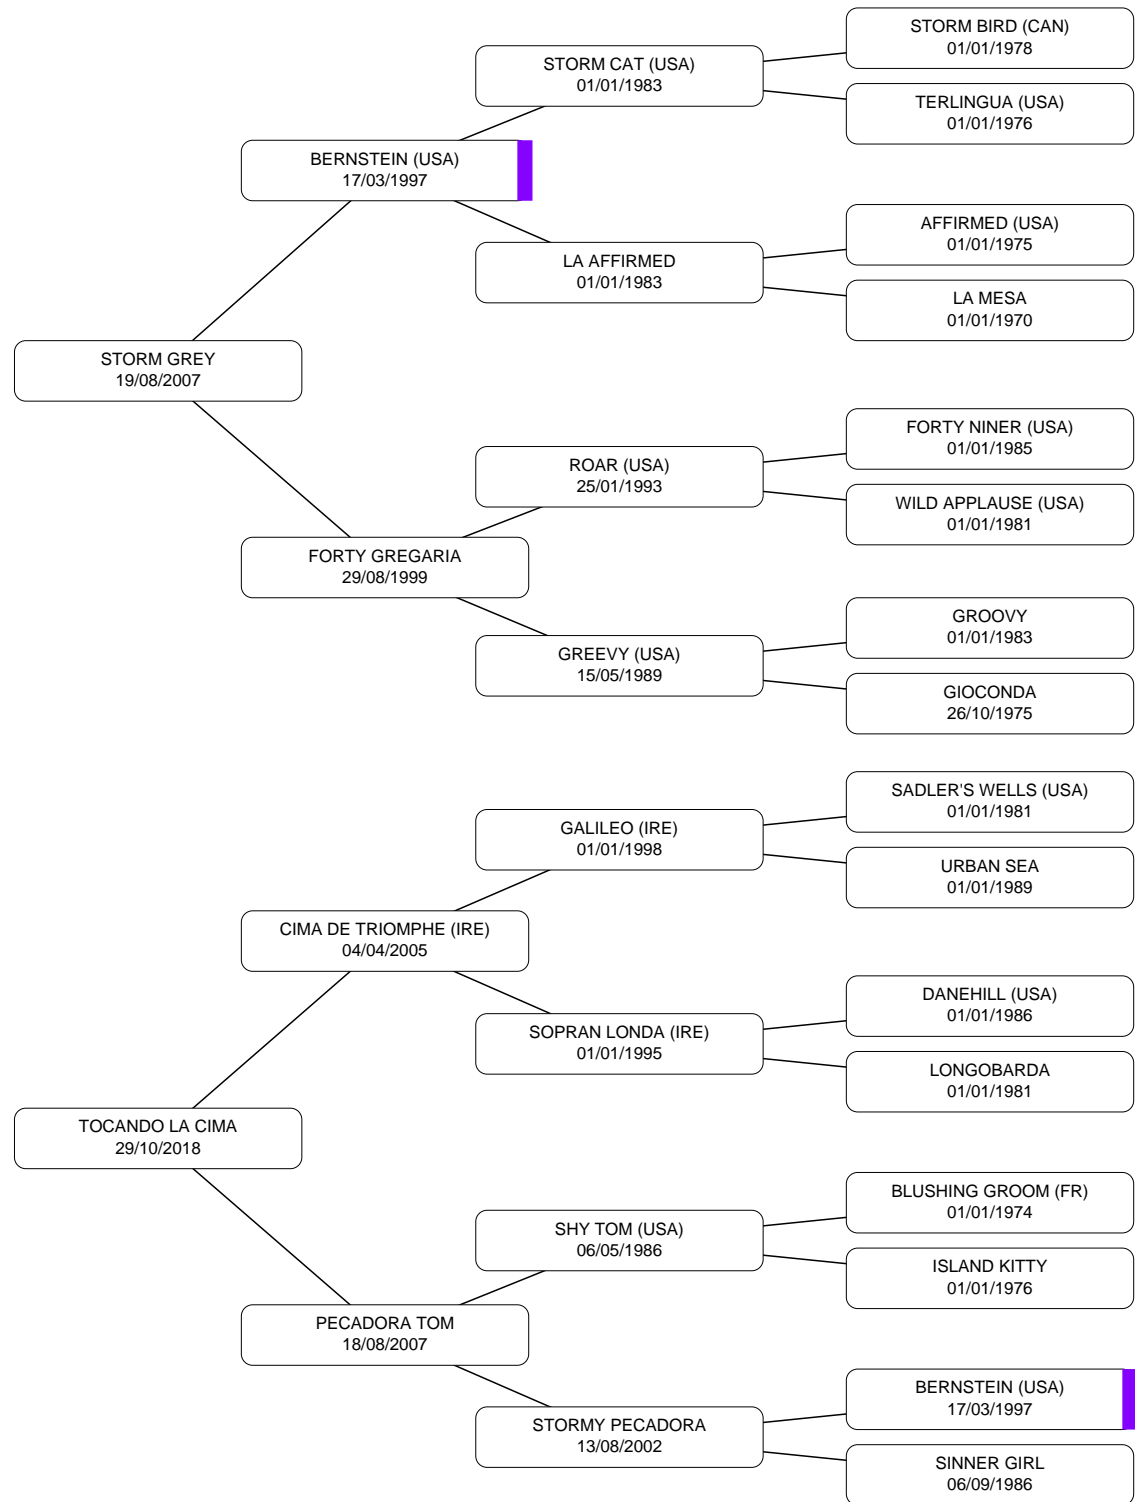 STORM BIRD (CAN)
01/01/1978
STORM CAT (USA)
01/01/1983
TERLINGUA (USA)
01/01/1976
BERNSTEIN (USA)
17/03/1997
AFFIRMED (USA)
01/01/1975
LA AFFIRMED
01/01/1983
LA MESA
01/01/1970
STORM GREY
19/08/2007
FORTY NINER (USA)
01/01/1985
ROAR (USA)
25/01/1993
WILD APPLAUSE (USA)
01/01/1981
FORTY GREGARIA
29/08/1999
GROOVY
01/01/1983
GREEVY (USA)
15/05/1989
GIOCONDA
26/10/1975
SADLER'S WELLS (USA)
01/01/1981
GALILEO (IRE)
01/01/1998
URBAN SEA
01/01/1989
CIMA DE TRIOMPHE (IRE)
04/04/2005
DANEHILL (USA)
01/01/1986
SOPRAN LONDA (IRE)
01/01/1995
LONGOBARDA
01/01/1981
TOCANDO LA CIMA
29/10/2018
BLUSHING GROOM (FR)
01/01/1974
SHY TOM (USA)
06/05/1986
ISLAND KITTY
01/01/1976
PECADORA TOM
18/08/2007
BERNSTEIN (USA)
17/03/1997
STORMY PECADORA
13/08/2002
SINNER GIRL
06/09/1986